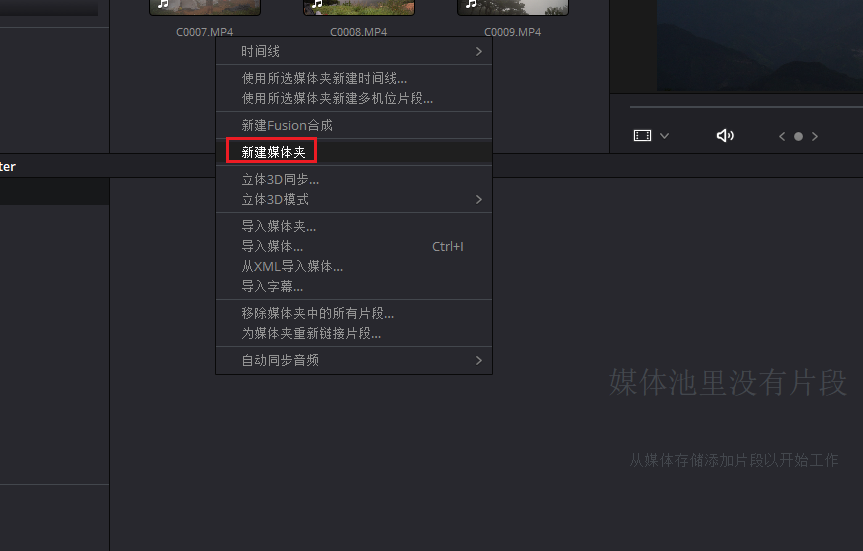 C0007.MP4
C0008.MP4
C0009.MP4
时间线
使用所选媒体夹新建时间线...
使用所选媒体夹新建多机位片段...
新建Fusion合成
新建媒体夹
ter
立体3D同步...
立体3D模式
导入媒体夹...
导入媒体... Ctrl+I
从XML导入媒体...
导入字幕...
移除媒体夹中的所有片段...
为媒体夹重新链接片段...
自动同步音频
媒体池里没有片段
从媒体存储添加片段以开始工作